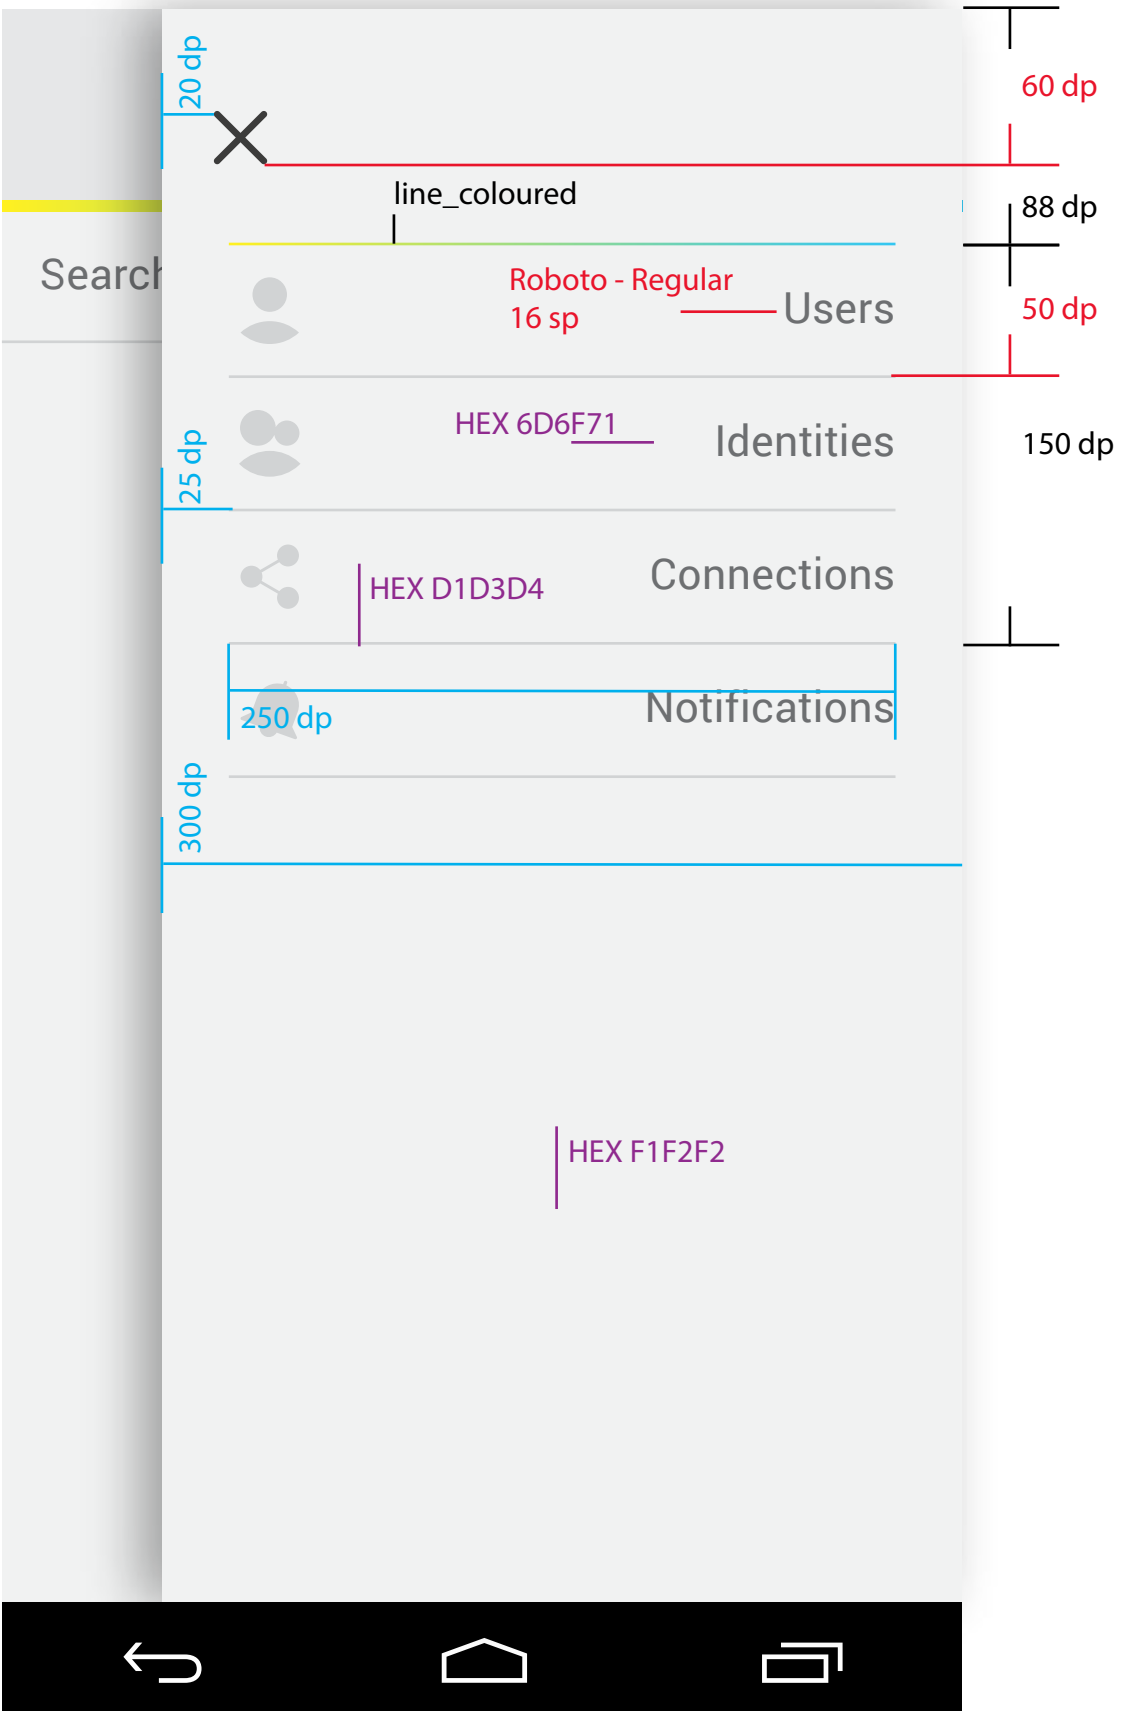 20 dp
60 dp
line_coloured
88 dp
Search
Roboto - Regular
16 sp
Users
50 dp
HEX 6D6F71
Identities
150 dp
25 dp
HEX D1D3D4
Connections
250 dp
Notifications
300 dp
HEX F1F2F2